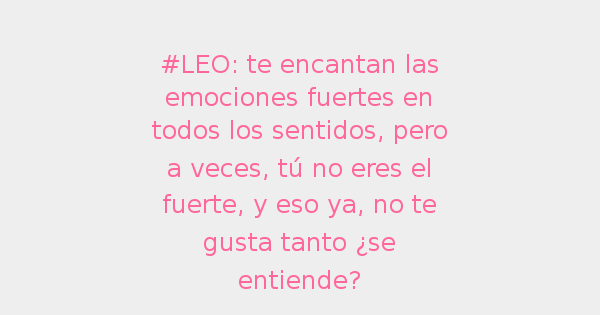 #LEO: te encantan las
emociones fuertes en
todos los sentidos, pero
a veces, tú no eres el
fuerte, y eso ya, no te
gusta tanto ¿se
entiende?